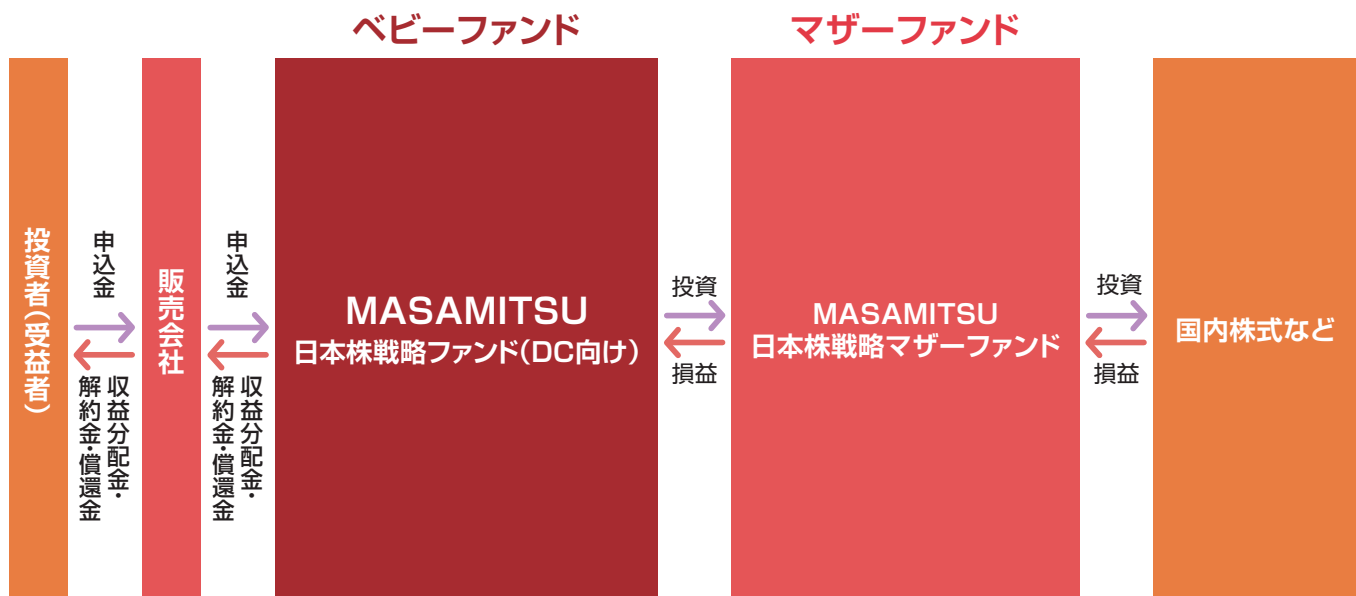 ベビーファンド
マザーファンド
投資者(受益者)
申込金
収益分配金・
解約金・償還金
販売会社
申込金
収益分配金・
解約金・償還金
MASAMITSU
日本株戦略ファンド(DC向け)
投資
損益
MASAMITSU
日本株戦略マザーファンド
投資
損益
国内株式など